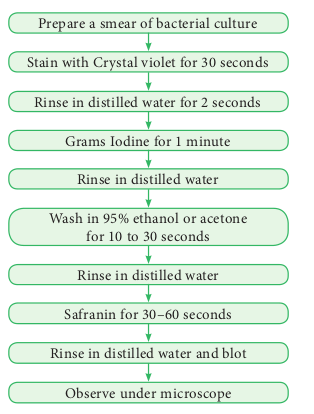 Prepare a smear of bacterial culture
Stain with Crystal violet for 30 seconds
Rinse in distilled water for 2 seconds
Grams Iodine for 1 minute
Rinse in distilled water
Wash in 95% ethanol or acetone
for 10 to 30 seconds
Rinse in distilled water
Safranin for 30–60 seconds
Rinse in distilled water and blot
Observe under microscope